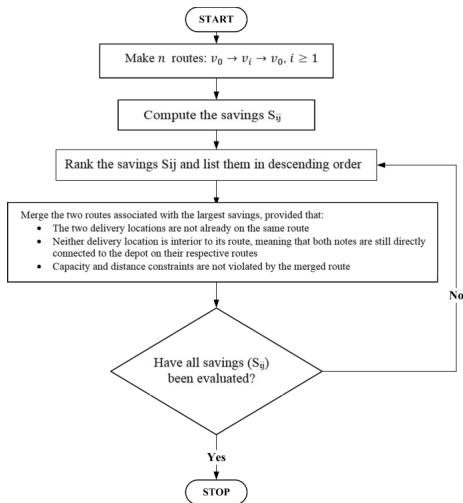 START
Make n routes: v₀ → vᵢ → v₀, i ≥ 1
Compute the savings Sᵢⱼ
Rank the savings Sij and list them in descending order
Merge the two routes associated with the largest savings, provided that:
• The two delivery locations are not already on the same route
• Neither delivery location is interior to its route, meaning that both notes are still directly
connected to the depot on their respective routes
• Capacity and distance constraints are not violated by the merged route
No
Have all savings (Sᵢⱼ)
been evaluated?
Yes
STOP